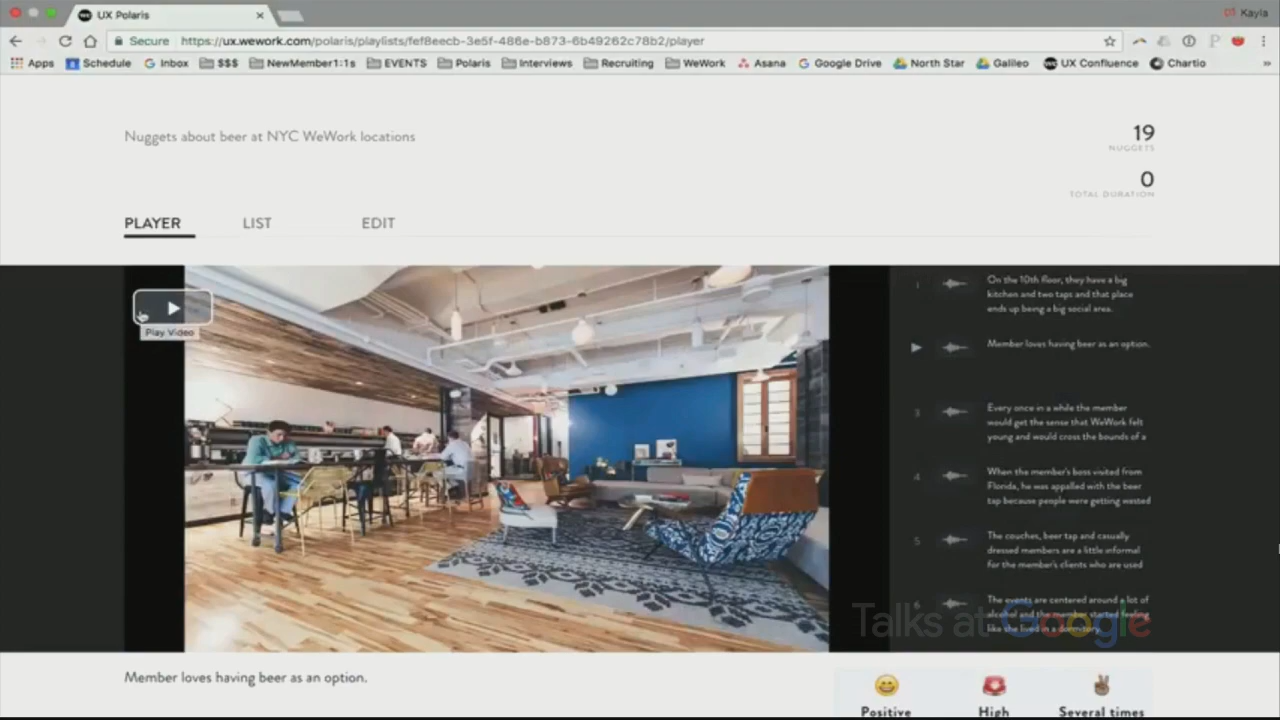 UX Polaris
Kayla
Secure https://ux.wework.com/polaris/playlists/fef8eecb-3e5f-486e-b873-6b49262c78b2/player
Apps Schedule Inbox $$$ NewMember1:1s EVENTS Polaris Interviews Recruiting WeWork Asana Google Drive North Star Galileo UX Confluence Chartio »
Nuggets about beer at NYC WeWork locations
19
NUGGETS
0
TOTAL DURATION
PLAYER LIST EDIT
Play Video
1 On the 10th floor, they have a big
kitchen and two taps and that place
ends up being a big social area.
Member loves having beer as an option.
3 Every once in a while the member
would get the sense that WeWork felt
young and would cross the bounds of a
4 When the member's boss visited from
Florida, he was appalled with the beer
tap because people were getting wasted
5 The couches, beer tap and casually
dressed members are a little informal
for the member's clients who are used
The events are centered around a lot of
alcohol and the member started feeling
like the lived in a dormitory.
Talks at Google
Member loves having beer as an option.
Positive High Several times